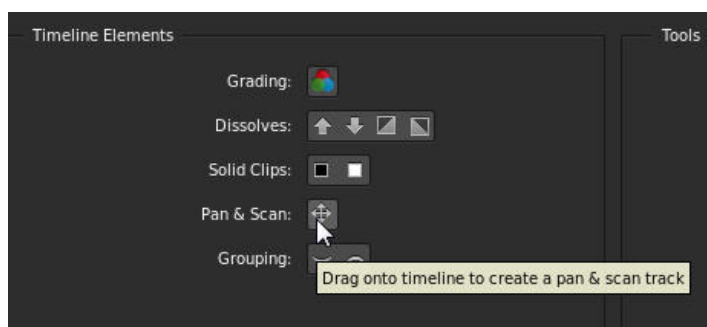 Timeline Elements
Tools
Grading:
Dissolves:
Solid Clips:
Pan & Scan:
Grouping:
Drag onto timeline to create a pan & scan track